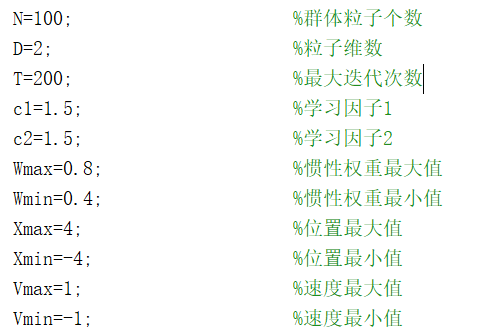 N=100; %群体粒子个数
D=2; %粒子维数
T=200; %最大迭代次数
c1=1.5; %学习因子1
c2=1.5; %学习因子2
Wmax=0.8; %惯性权重最大值
Wmin=0.4; %惯性权重最小值
Xmax=4; %位置最大值
Xmin=-4; %位置最小值
Vmax=1; %速度最大值
Vmin=-1; %速度最小值